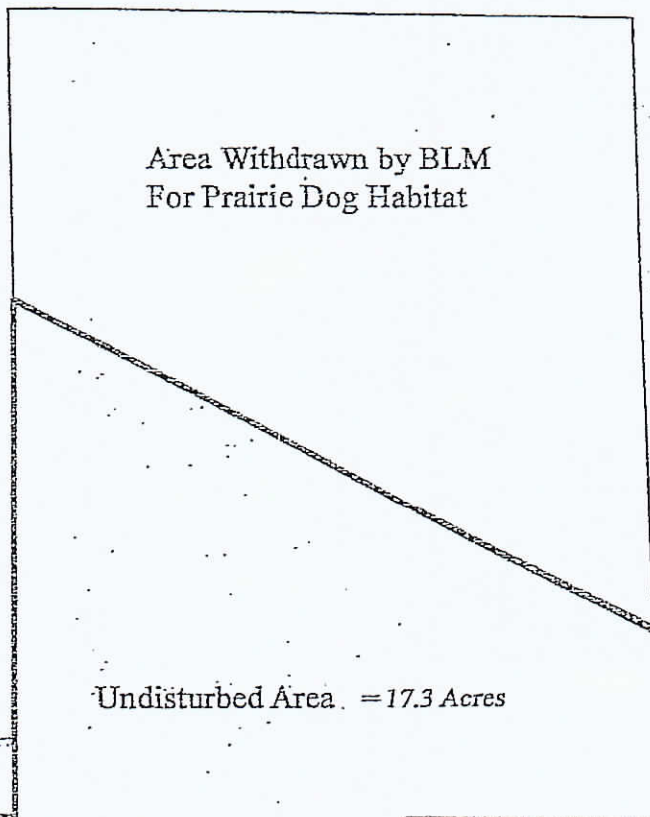 Area Withdrawn by BLM
For Prairie Dog Habitat
Undisturbed Area = 17.3 Acres